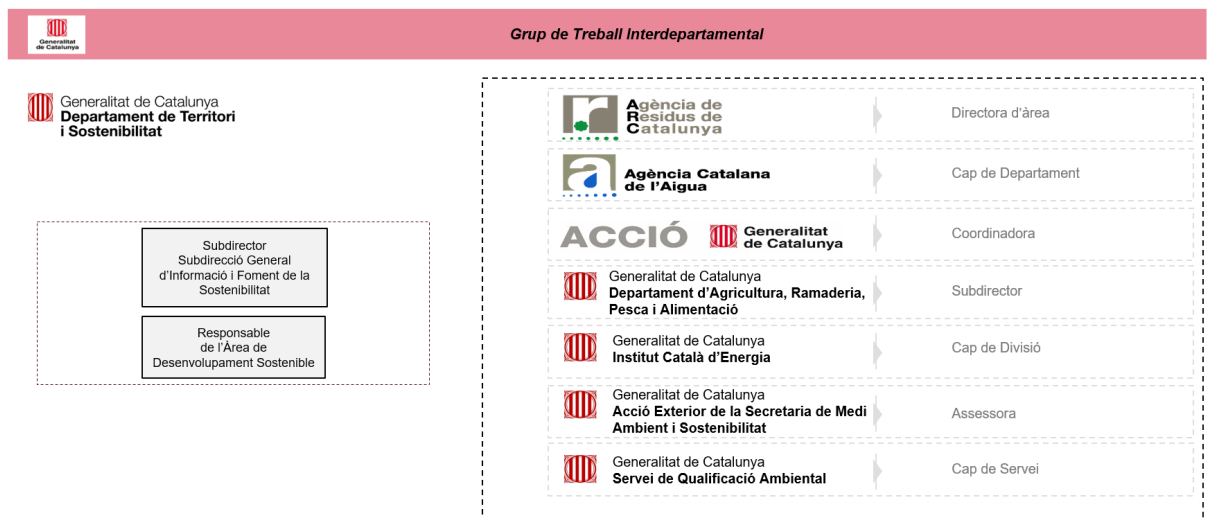 Generalitat
de Catalunya
Grup de Treball Interdepartamental
Generalitat de Catalunya
Departament de Territori
i Sostenibilitat
Subdirector
Subdirecció General
d'Informació i Foment de la
Sostenibilitat
Responsable
de l'Àrea de
Desenvolupament Sostenible
r
Agència de
Residus de
Catalunya
Directora d'àrea
a
Agència Catalana
de l'Aigua
Cap de Departament
ACCIÓ
Generalitat
de Catalunya
Coordinadora
Generalitat de Catalunya
Departament d'Agricultura, Ramaderia,
Pesca i Alimentació
Subdirector
Generalitat de Catalunya
Institut Català d'Energia
Cap de Divisió
Generalitat de Catalunya
Acció Exterior de la Secretaria de Medi
Ambient i Sostenibilitat
Assessora
Generalitat de Catalunya
Servei de Qualificació Ambiental
Cap de Servei